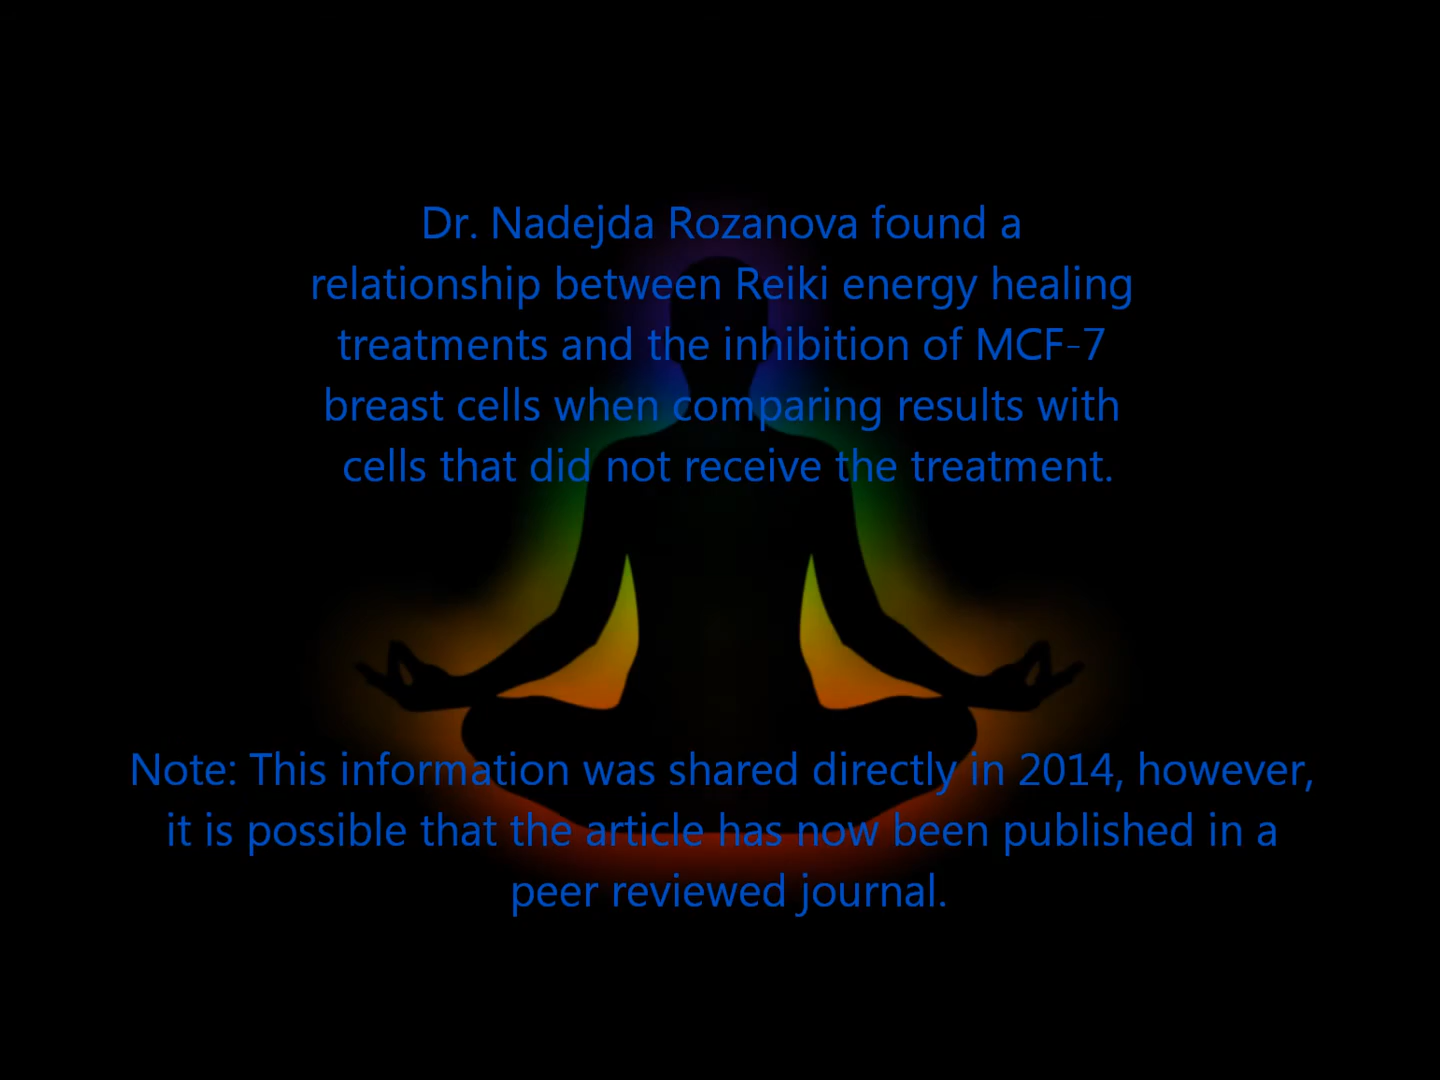 Dr. Nadejda Rozanova found a
relationship between Reiki energy healing
treatments and the inhibition of MCF-7
breast cells when comparing results with
cells that did not receive the treatment.
Note: This information was shared directly in 2014, however,
it is possible that the article has now been published in a
peer reviewed journal.